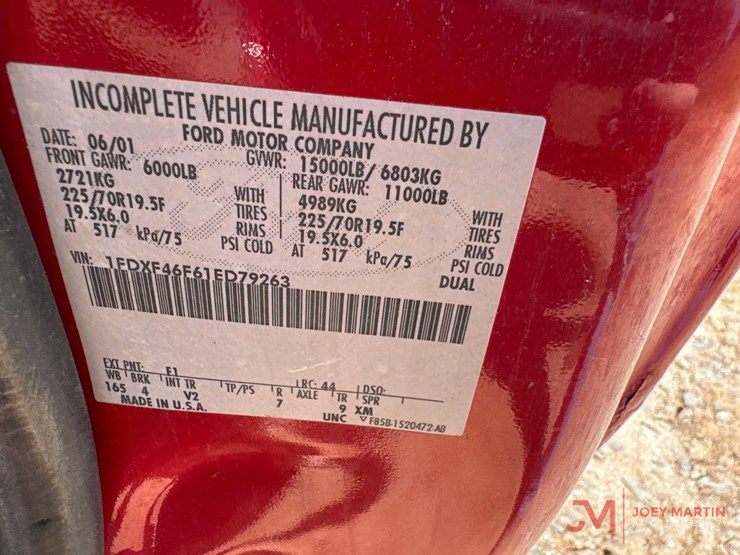 INCOMPLETE VEHICLE MANUFACTURED BY
FORD MOTOR COMPANY
DATE: 06/01 GVWR: 15000LB/ 6803KG
FRONT GAWR: 6000LB REAR GAWR: 11000LB
2721KG WITH 4989KG WITH
225/70R19.5F TIRES 225/70R19.5F TIRES
19.5X6.0 RIMS 19.5X6.0 RIMS
AT 517 kPa/75 PSI COLD AT 517 kPa/75 PSI COLD
DUAL
VIN: 1FDXF46F61ED79263
EXT PNT: E1 RC: 44 DSO:
WB BRK INT TR TP/PS R AXLE TR SPR
165 4 V2 7 9 XM
MADE IN U.S.A. UNC F85B-1520472-AB
JM JOEY MARTIN